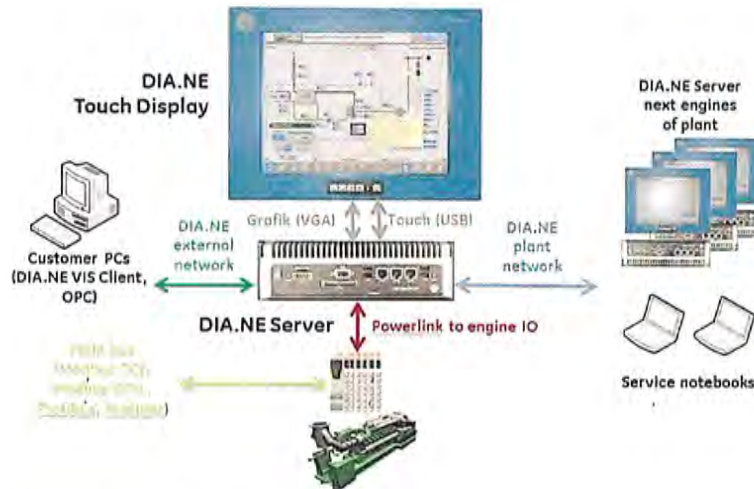 DIA.NE
Touch Display
DIA.NE Server
next engines
of plant
Grafik (VGA)
Touch (USB)
DIA.NE
external
network
DIA.NE
plant
network
Customer PCs
(DIA.NE VIS Client,
OPC)
DIA.NE Server
Powerlink to engine IO
Service notebooks